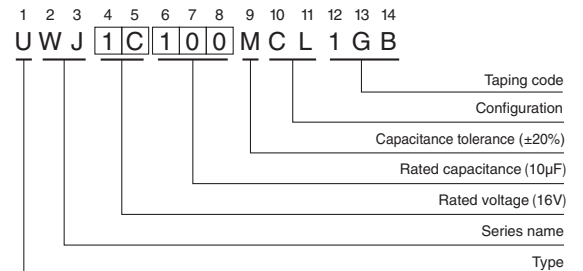 1 2 3 4 5 6 7 8 9 10 11 12 13 14
U W J 1 C 1 0 0 M C L 1 G B
Taping code
Configuration
Capacitance tolerance (±20%)
Rated capacitance (10µF)
Rated voltage (16V)
Series name
Type